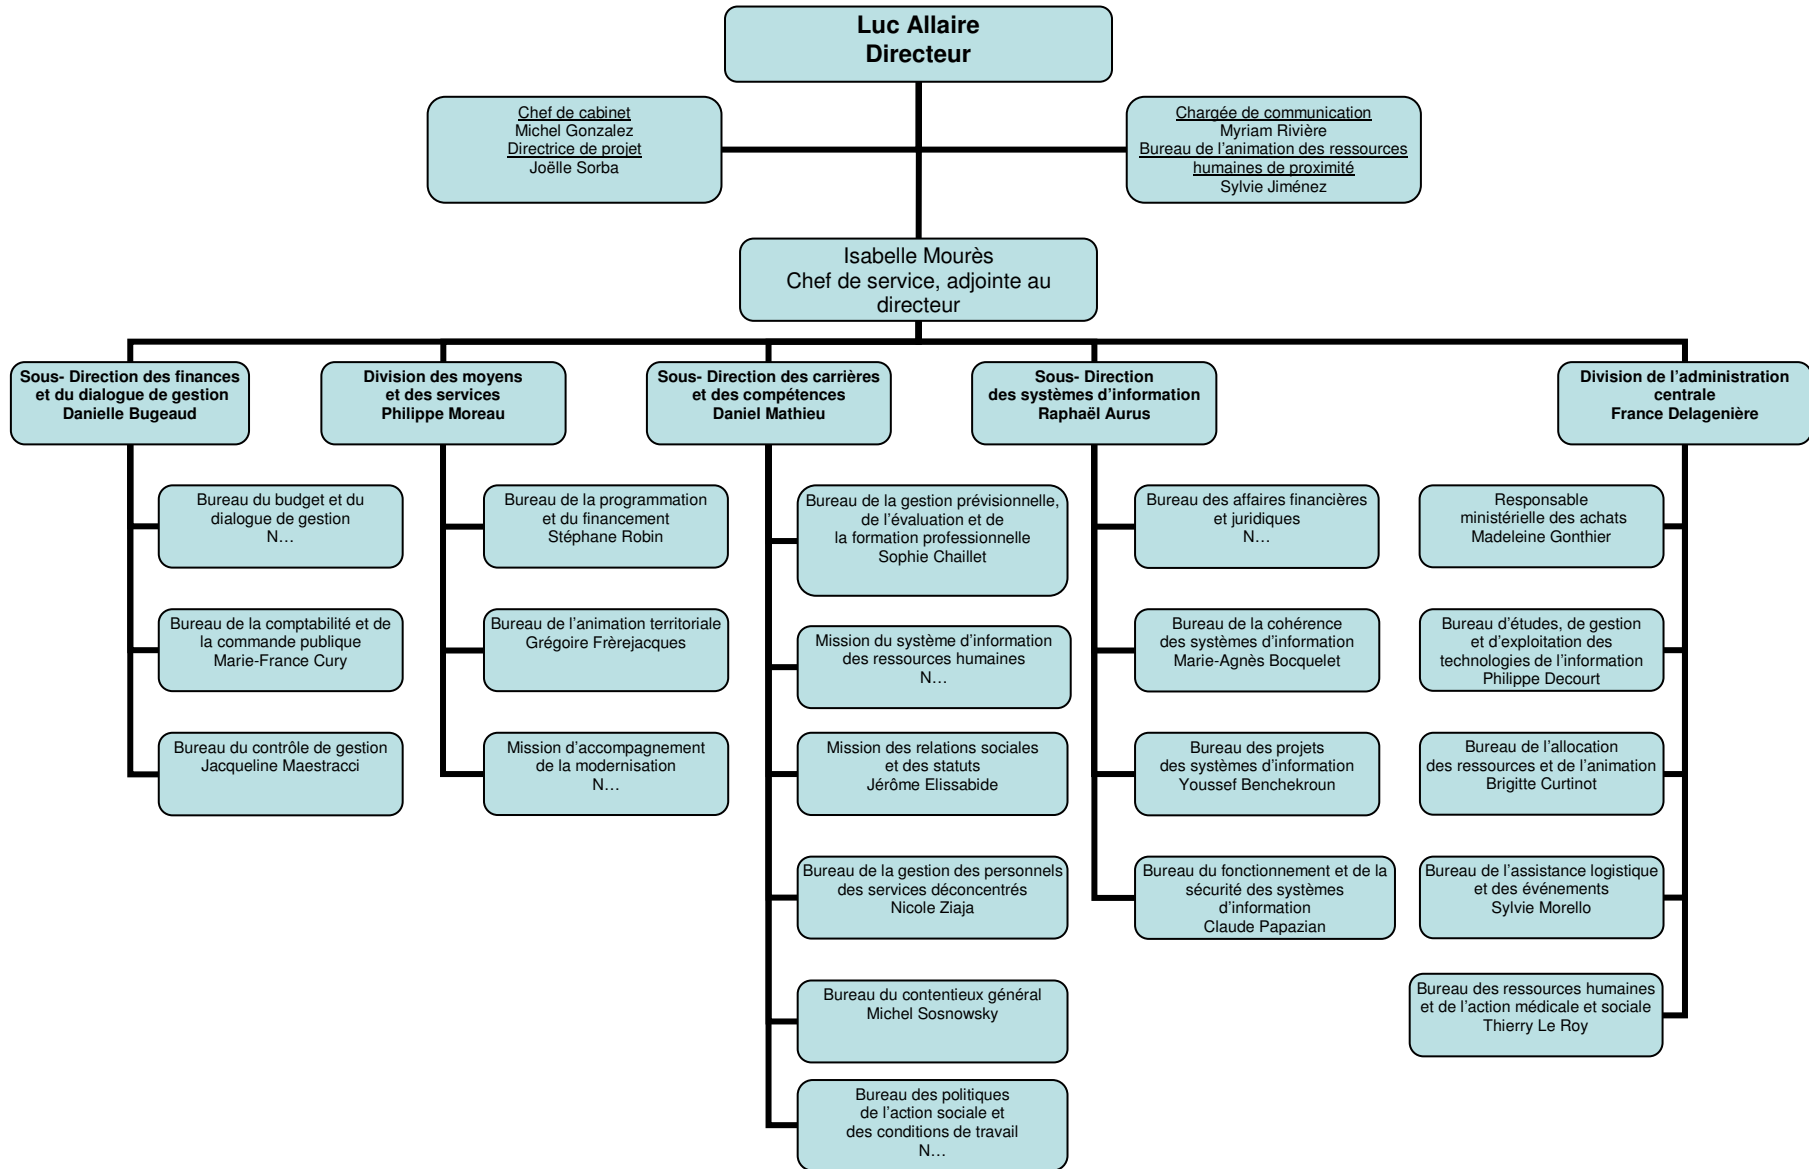 Luc Allaire
Directeur
Chef de cabinet
Michel Gonzalez
Directrice de projet
Joëlle Sorba
Chargée de communication
Myriam Rivière
Bureau de l'animation des ressources
humaines de proximité
Sylvie Jiménez
Isabelle Mourès
Chef de service, adjointe au
directeur
Sous- Direction des finances
et du dialogue de gestion
Danielle Bugeaud
Division des moyens
et des services
Philippe Moreau
Sous- Direction des carrières
et des compétences
Daniel Mathieu
Sous- Direction
des systèmes d'information
Raphaël Aurus
Division de l'administration
centrale
France Delagenière
Bureau du budget et du
dialogue de gestion
N…
Bureau de la comptabilité et de
la commande publique
Marie-France Cury
Bureau du contrôle de gestion
Jacqueline Maestracci
Bureau de la programmation
et du financement
Stéphane Robin
Bureau de l'animation territoriale
Grégoire Frèrejacques
Mission d'accompagnement
de la modernisation
N…
Bureau de la gestion prévisionnelle,
de l'évaluation et de
la formation professionnelle
Sophie Chaillet
Mission du système d'information
des ressources humaines
N…
Mission des relations sociales
et des statuts
Jérôme Elissabide
Bureau de la gestion des personnels
des services déconcentrés
Nicole Ziaja
Bureau du contentieux général
Michel Sosnowsky
Bureau des politiques
de l'action sociale et
des conditions de travail
N…
Bureau des affaires financières
et juridiques
N…
Bureau de la cohérence
des systèmes d'information
Marie-Agnès Bocquelet
Bureau des projets
des systèmes d'information
Youssef Benchekroun
Bureau du fonctionnement et de la
sécurité des systèmes
d'information
Claude Papazian
Responsable
ministérielle des achats
Madeleine Gonthier
Bureau d'études, de gestion
et d'exploitation des
technologies de l'information
Philippe Decourt
Bureau de l'allocation
des ressources et de l'animation
Brigitte Curtinot
Bureau de l'assistance logistique
et des événements
Sylvie Morello
Bureau des ressources humaines
et de l'action médicale et sociale
Thierry Le Roy